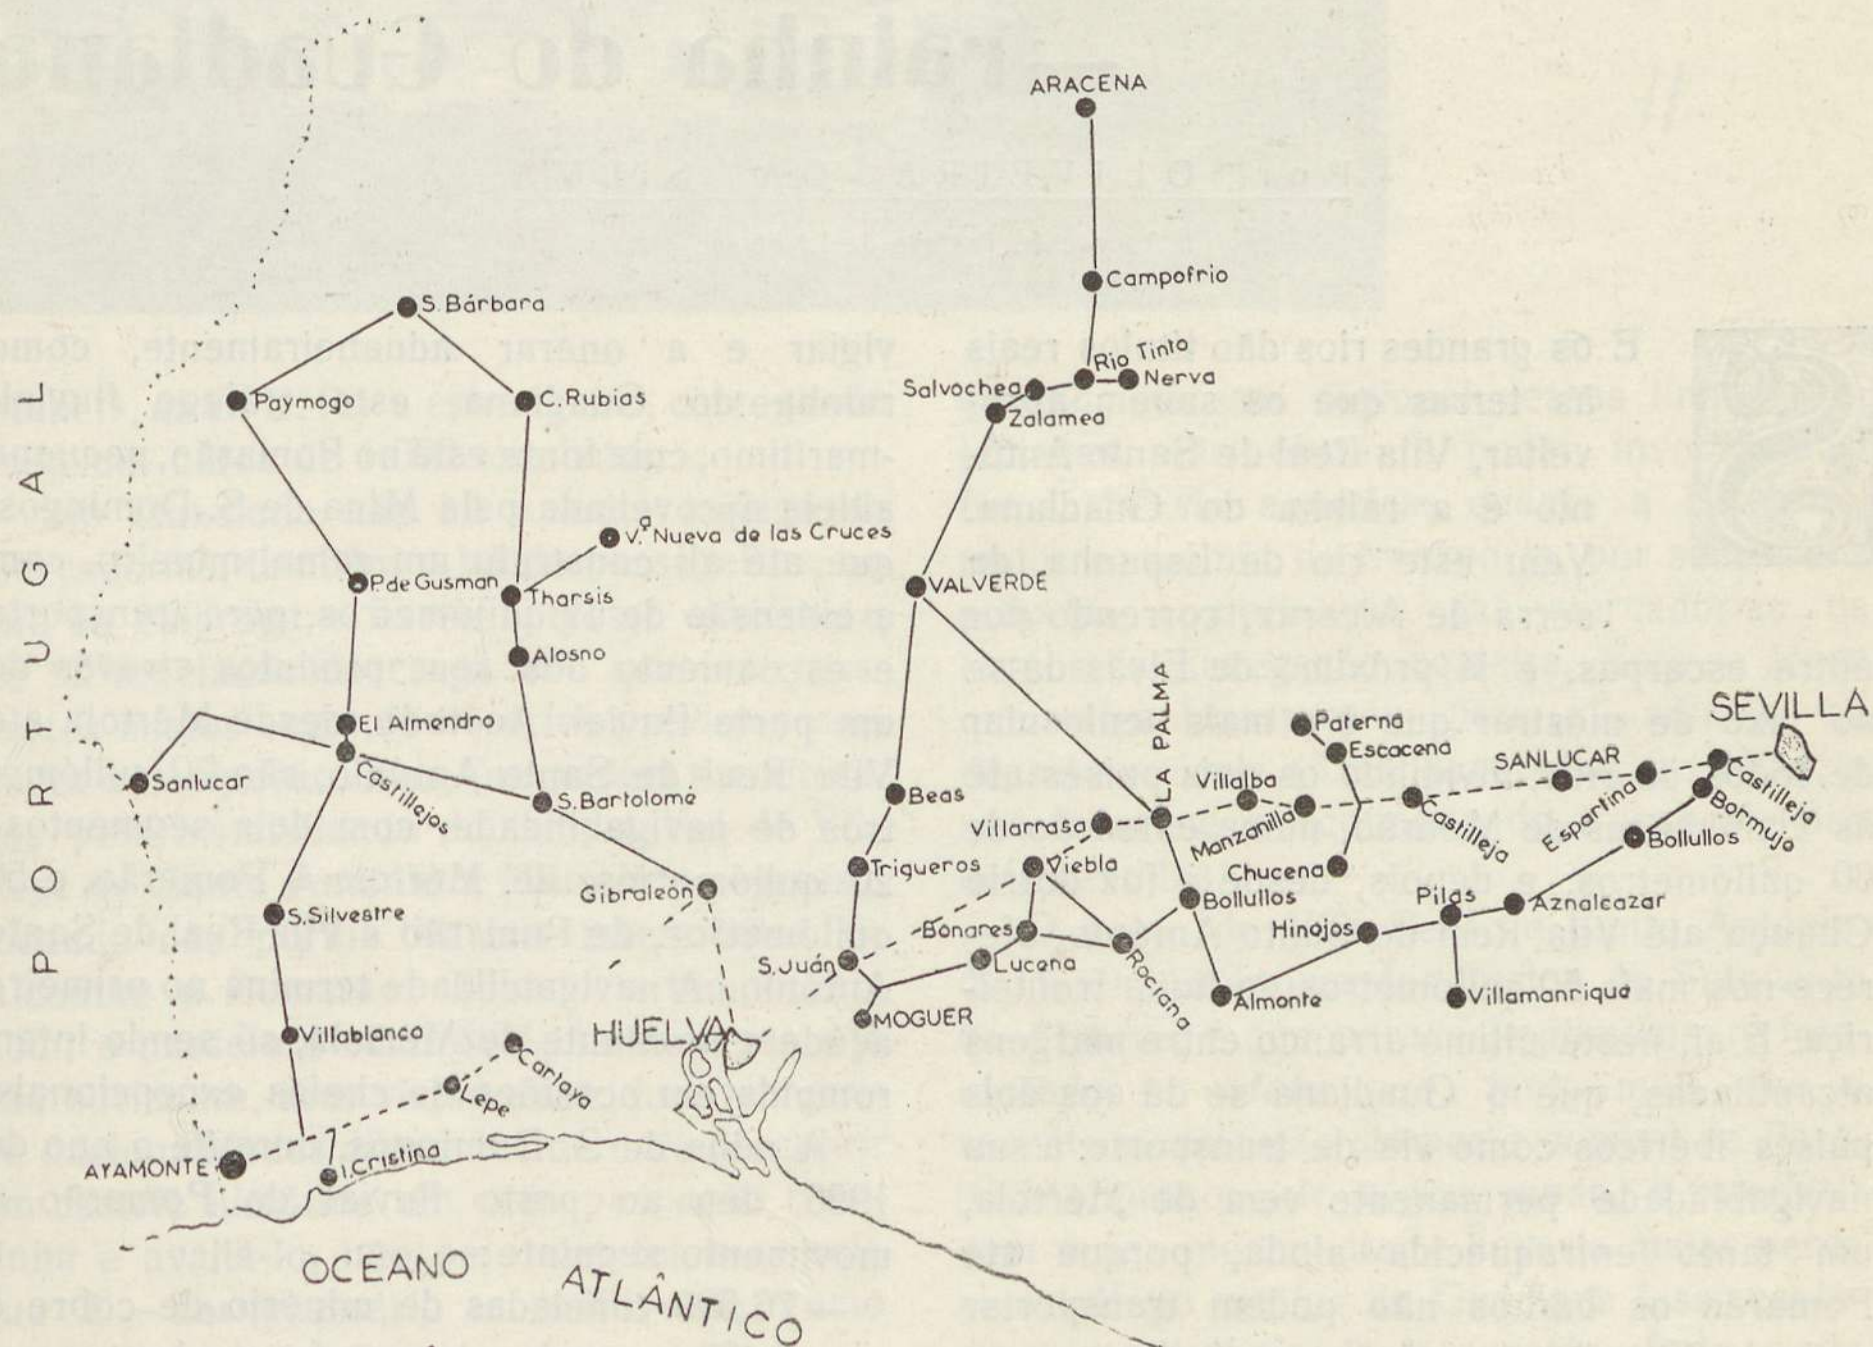 ARACENA
Campofrio
S. Bárbara
Rio Tinto
Salvochea
Nerva
Paymogo
C. Rubias
Zalamea
V.ª Nueva de las Cruces
P. de Gusman
Tharsis
VALVERDE
Alosno
PORTUGAL
LA PALMA
El Almendro
Paterna
SEVILLA
Escacena
Castillejos
SANLUCAR
Sanlucar
S. Bartolomé
Beas
Villalba
Espartina
Castilleja
Villarrasa
Manzanilla
Castilleja
Bormujo
Bollullos
Trigueros
Viebla
Chucena
Gibraleón
Bollullos
Pilas
Aznalcazar
S. Silvestre
Bonares
Hinojos
S. Juán
Lucena
Rociana
Almonte
Villamanrique
MOGUER
Villablanca
HUELVA
Cartaya
Lepe
AYAMONTE
I. Cristina
OCEANO
ATLÂNTICO